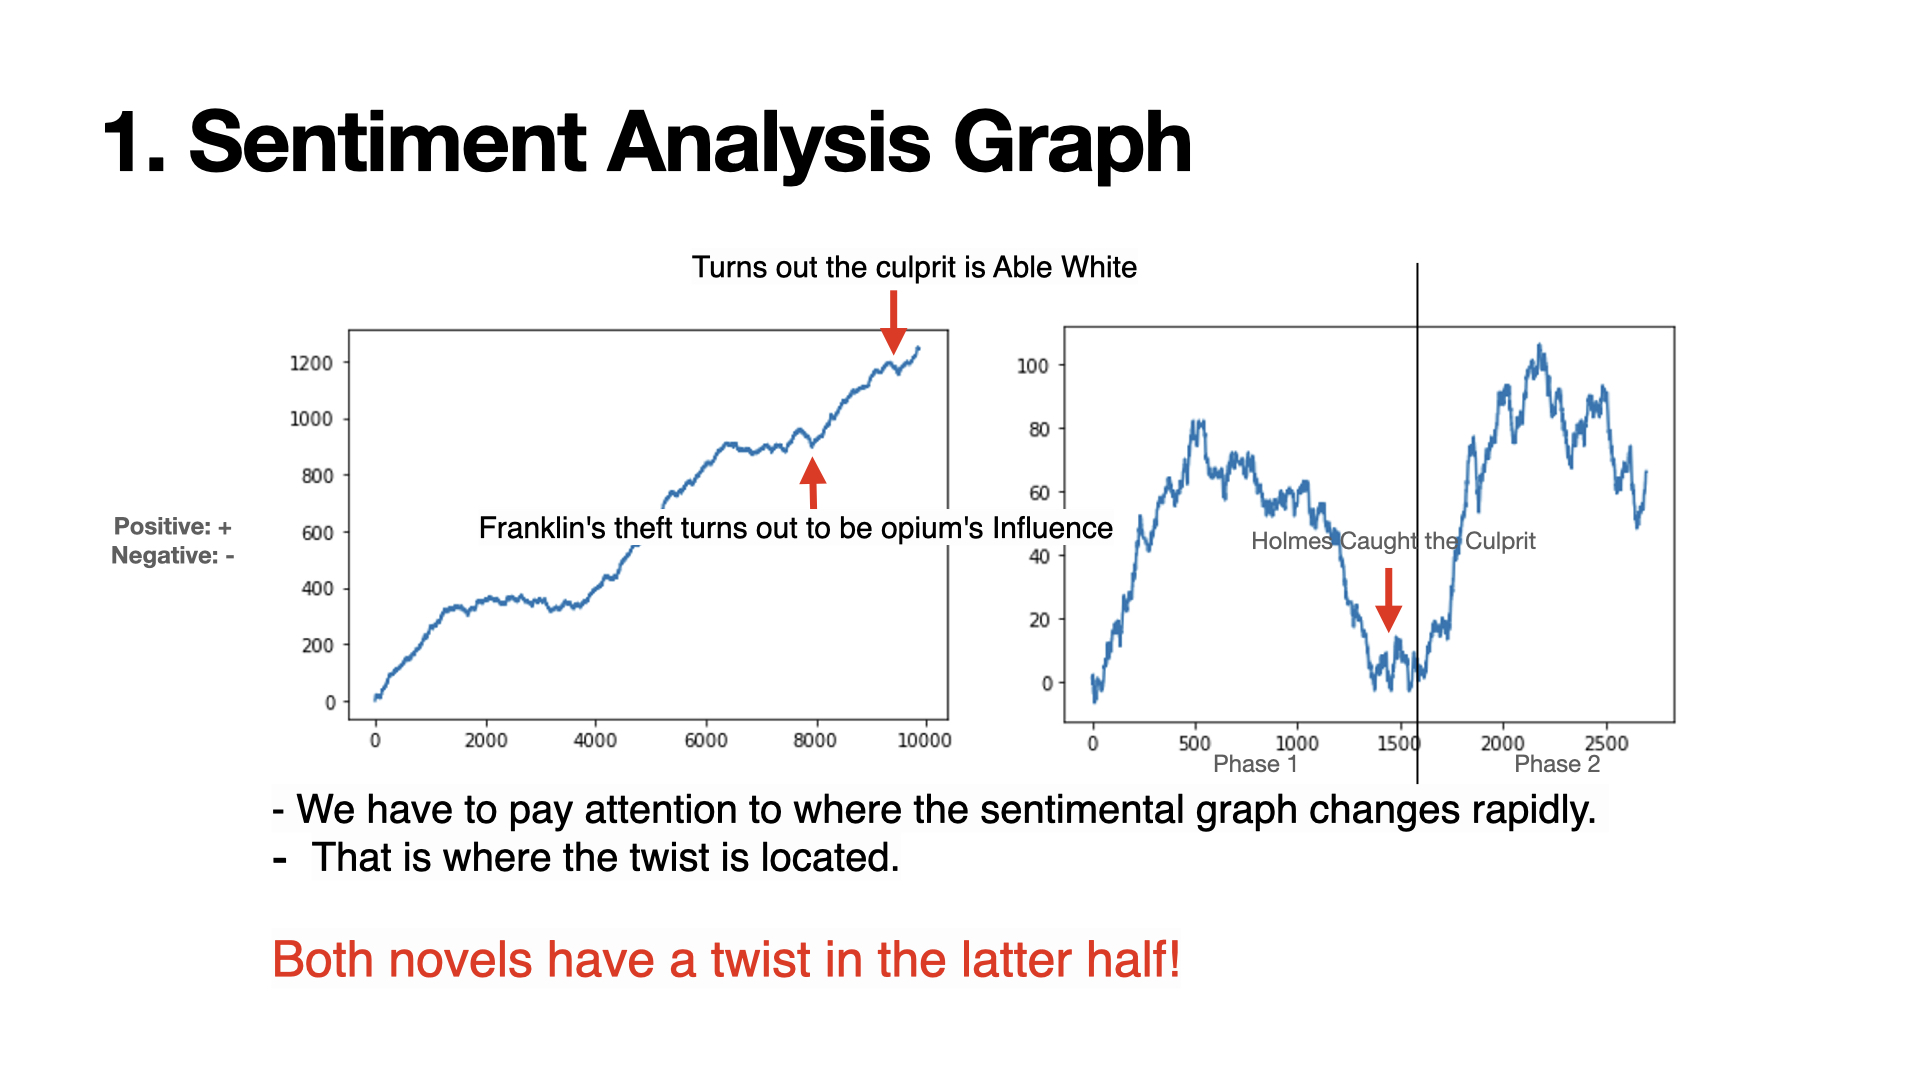 1. Sentiment Analysis Graph
Turns out the culprit is Able White
1200
1000
800
600
400
200
0
0 2000 4000 6000 8000 10000
Franklin's theft turns out to be opium's Influence
Positive: +
Negative: -
100
80
60
40
20
0
0 500 1000 1500 2000 2500
Holmes Caught the Culprit
Phase 1
Phase 2
- We have to pay attention to where the sentimental graph changes rapidly.
- That is where the twist is located.
Both novels have a twist in the latter half!